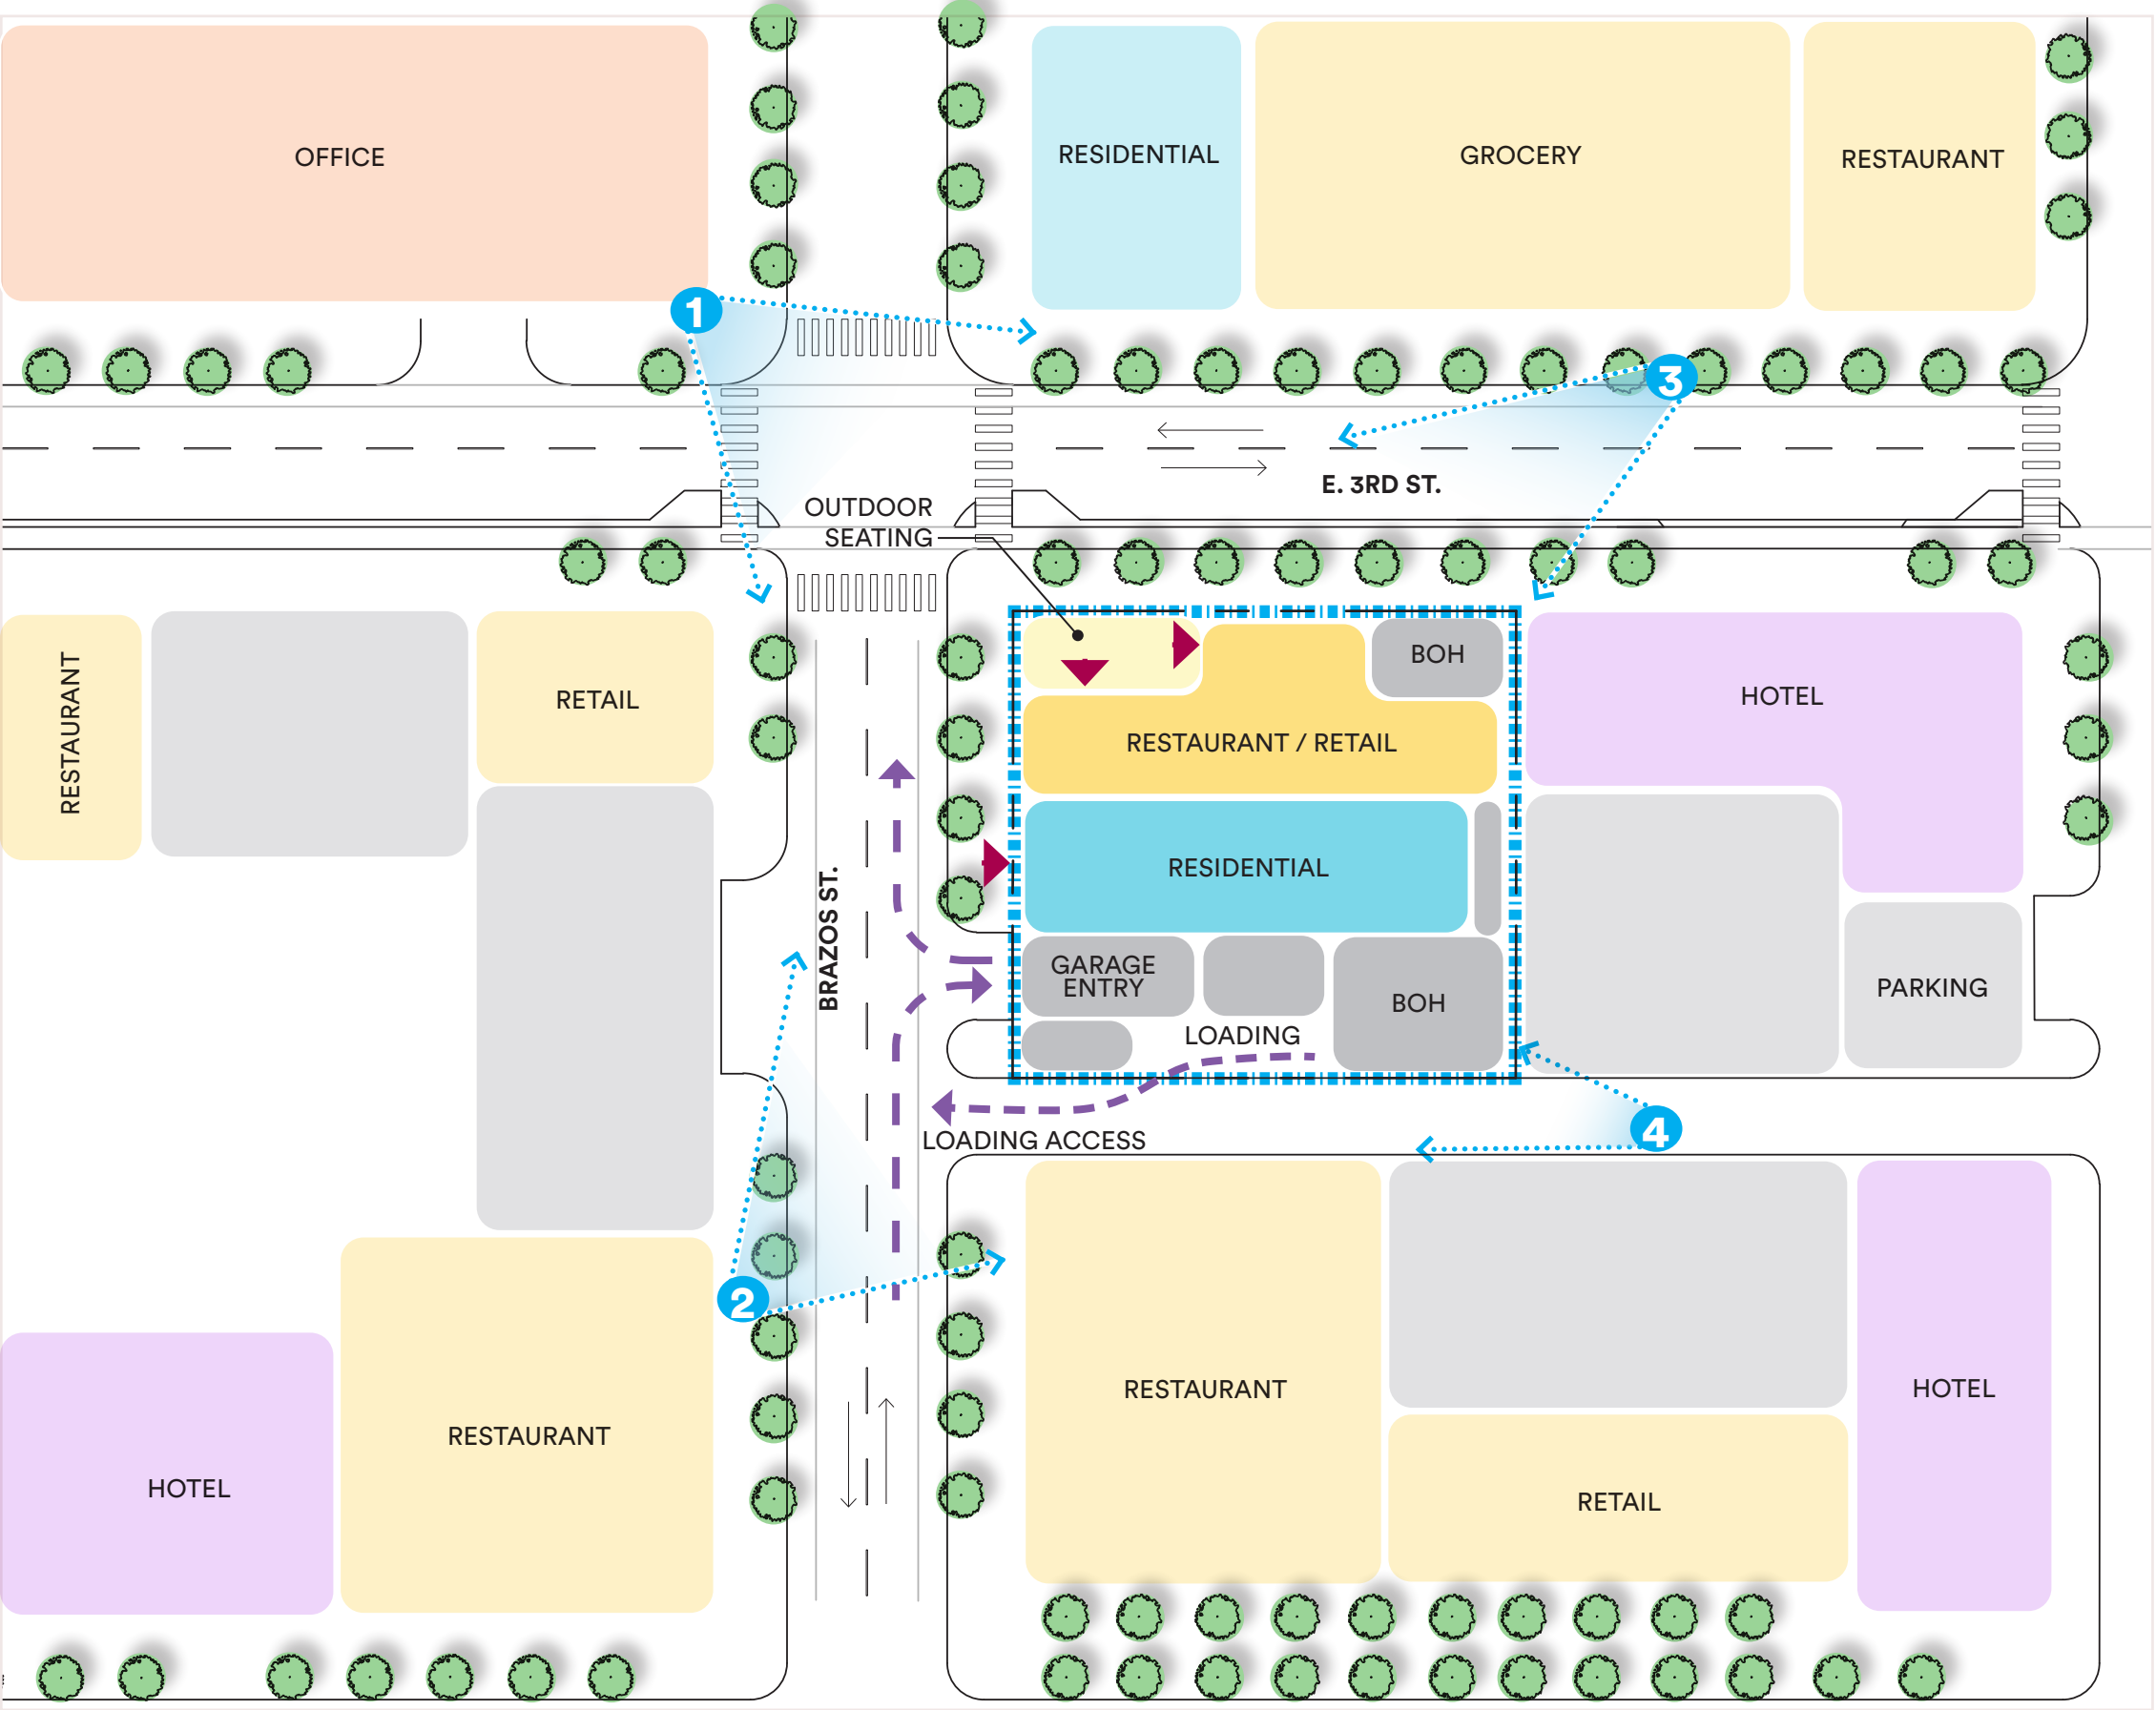 OFFICE
RESIDENTIAL
GROCERY
RESTAURANT
1
3
E. 3RD ST.
OUTDOOR
SEATING
RESTAURANT
RETAIL
BOH
HOTEL
RESTAURANT / RETAIL
RESIDENTIAL
BRAZOS ST.
GARAGE
ENTRY
BOH
PARKING
LOADING
LOADING ACCESS
4
2
RESTAURANT
HOTEL
RESTAURANT
HOTEL
RETAIL